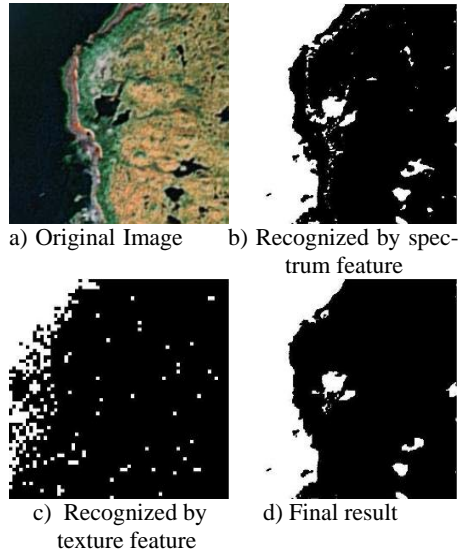 a) Original Image
b) Recognized by spec-
trum feature
c) Recognized by
texture feature
d) Final result